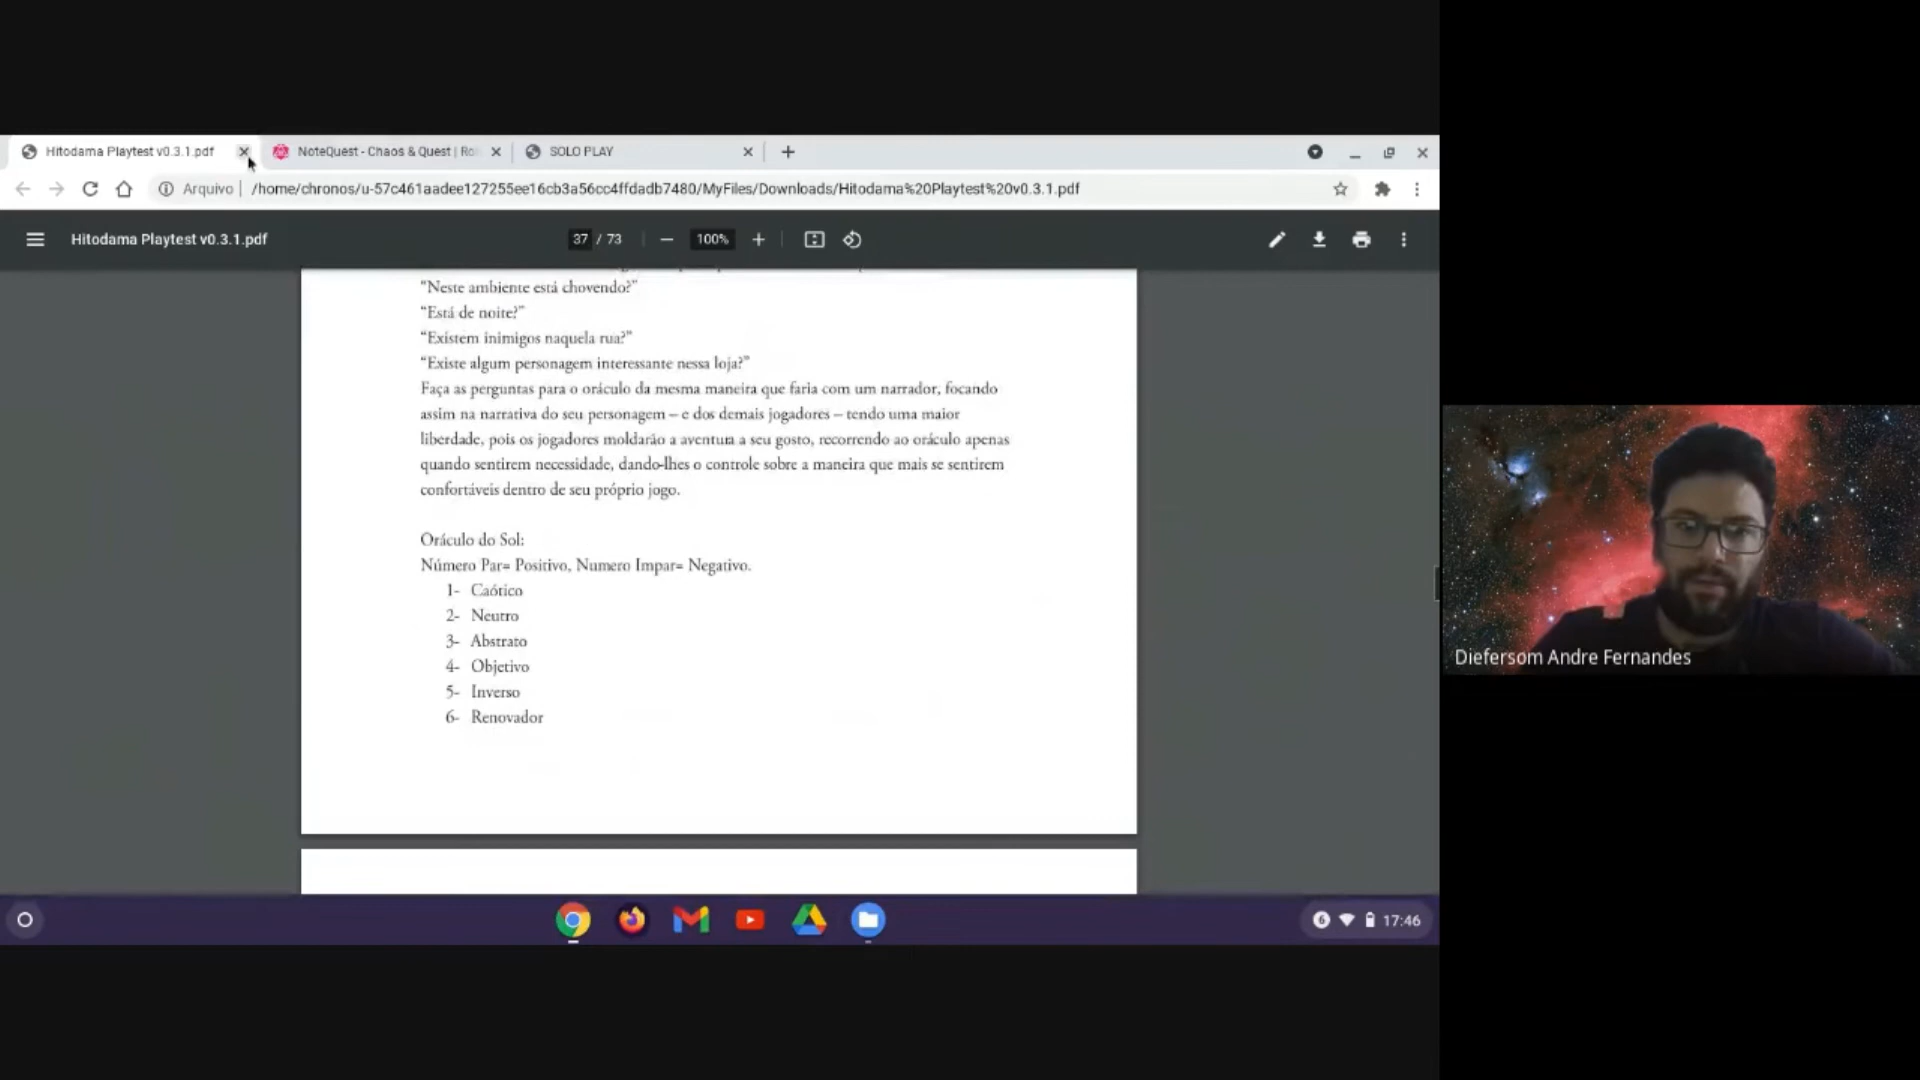 Hitodama Playtest v0.3.1.pdf
NoteQuest - Chaos & Quest | Ro
SOLO PLAY
Arquivo | /home/chronos/u-57c461aadee127255ee16cb3a56cc4ffdadb7480/MyFiles/Downloads/Hitodama%20Playtest%20v0.3.1.pdf
Hitodama Playtest v0.3.1.pdf
37 / 73
100%
“Neste ambiente está chovendo?”
“Está de noite?”
“Existem inimigos naquela rua?”
“Existe algum personagem interessante nessa loja?”
Faça as perguntas para o oráculo da mesma maneira que faria com um narrador, focando
assim na narrativa do seu personagem – e dos demais jogadores – tendo uma maior
liberdade, pois os jogadores moldarão a aventura a seu gosto, recorrendo ao oráculo apenas
quando sentirem necessidade, dando-lhes o controle sobre a maneira que mais se sentirem
confortáveis dentro de seu próprio jogo.
Oráculo do Sol:
Número Par= Positivo, Numero Impar= Negativo.
1- Caótico
2- Neutro
3- Abstrato
4- Objetivo
5- Inverso
6- Renovador
Diefersom Andre Fernandes
6
17:46